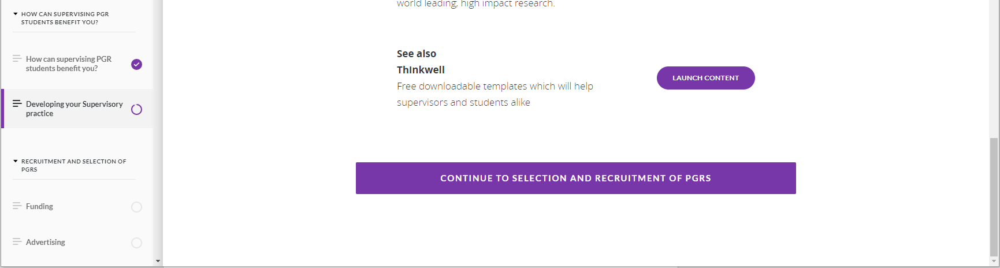 HOW CAN SUPERVISING PGR
STUDENTS BENEFIT YOU?
How can supervising PGR
students benefit you?
Developing your Supervisory
practice
RECRUITMENT AND SELECTION OF
PGRS
Funding
Advertising
world leading, high impact research.
See also
ThInkwell
Free downloadable templates which will help
supervisors and students alike
LAUNCH CONTENT
CONTINUE TO SELECTION AND RECRUITMENT OF PGRS